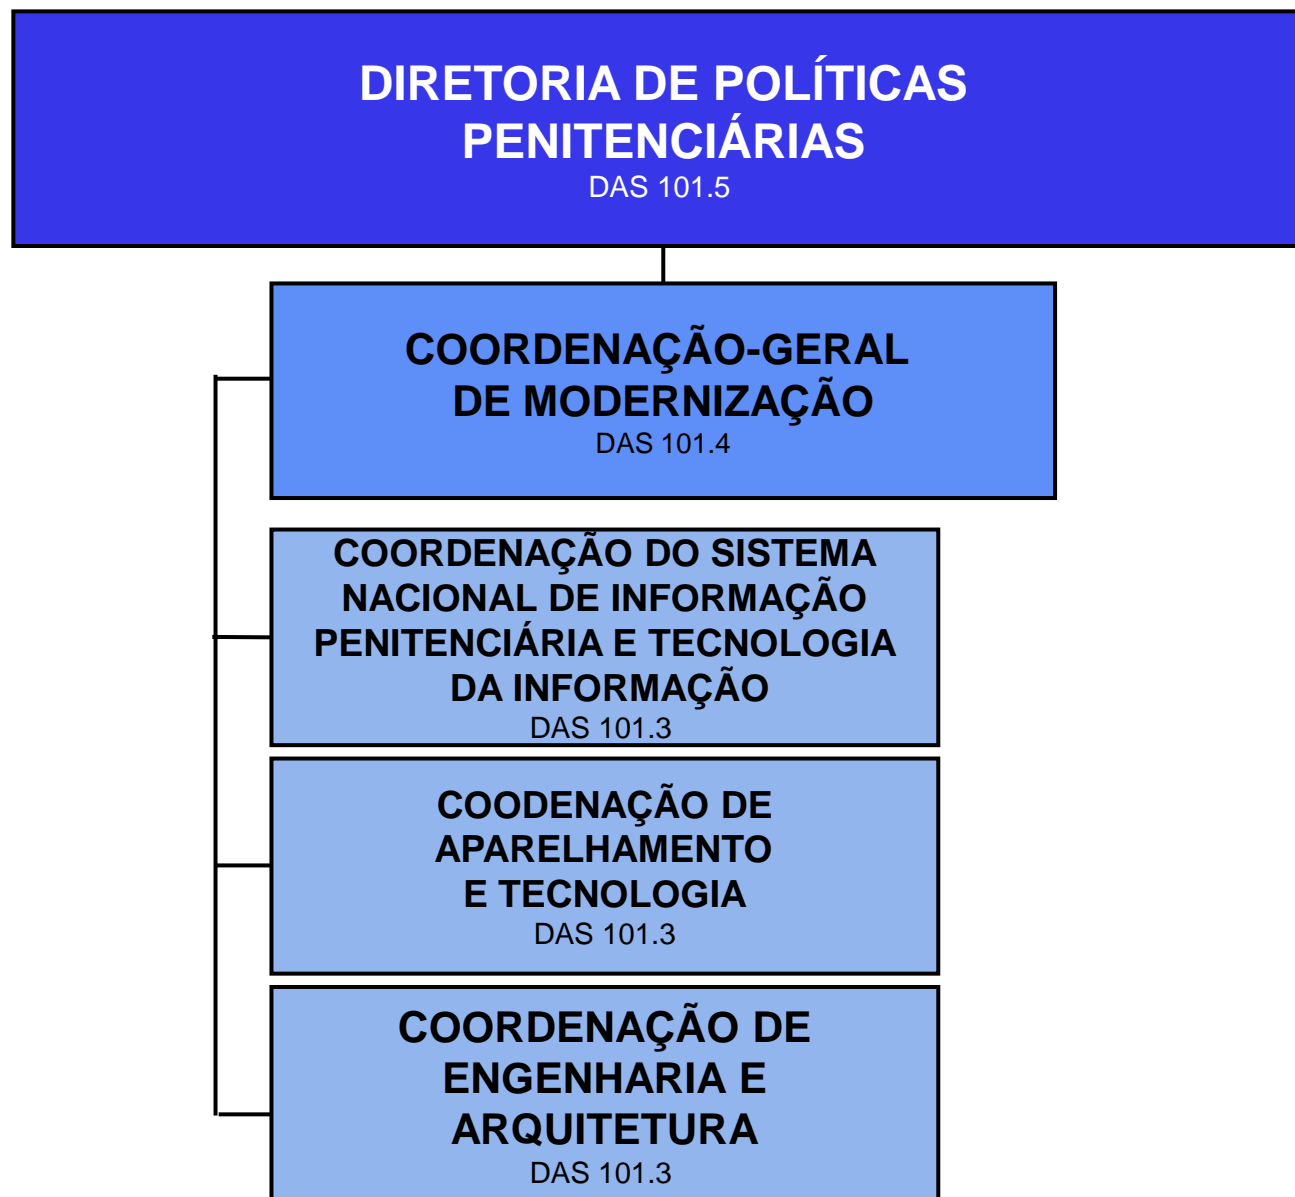 DIRETORIA DE POLÍTICAS
PENITENCIÁRIAS
DAS 101.5
COORDENAÇÃO-GERAL
DE MODERNIZAÇÃO
DAS 101.4
COORDENAÇÃO DO SISTEMA
NACIONAL DE INFORMAÇÃO
PENITENCIÁRIA E TECNOLOGIA
DA INFORMAÇÃO
DAS 101.3
COODENAÇÃO DE
APARELHAMENTO
E TECNOLOGIA
DAS 101.3
COORDENAÇÃO DE
ENGENHARIA E
ARQUITETURA
DAS 101.3